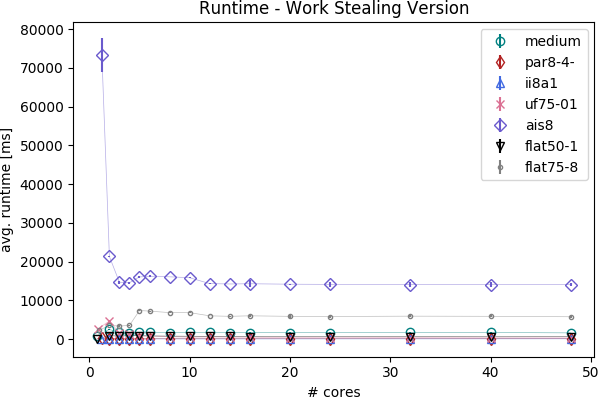 Runtime - Work Stealing Version
avg. runtime [ms]
80000
70000
60000
50000
40000
30000
20000
10000
0
medium
par8-4-
ii8a1
uf75-01
ais8
flat50-1
flat75-8
0 10 20 30 40 50
# cores